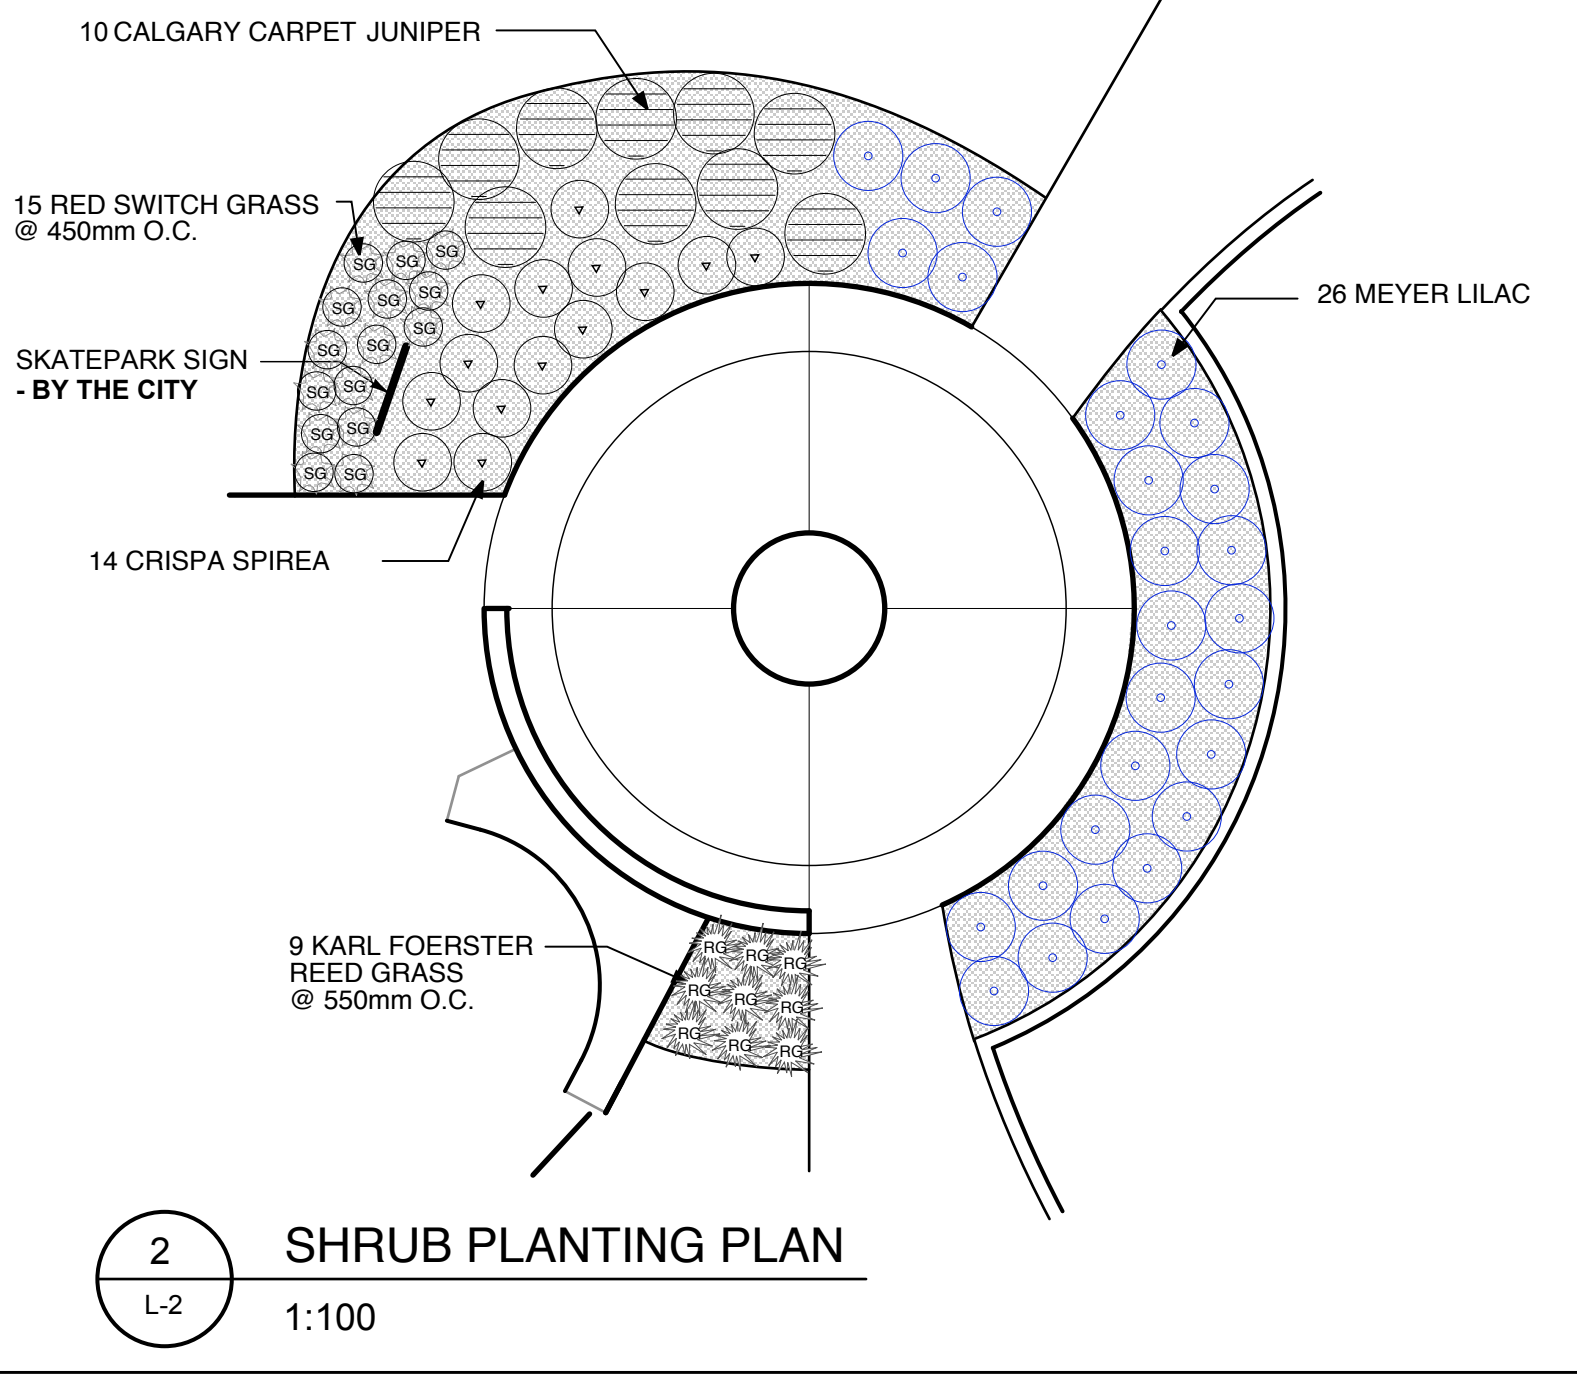 10 CALGARY CARPET JUNIPER
15 RED SWITCH GRASS
@ 450mm O.C.
SG SG SG
SG SG SG
SG SG SG
SG SG
SG SG
SG SG
26 MEYER LILAC
SKATEPARK SIGN
- BY THE CITY
14 CRISPA SPIREA
9 KARL FOERSTER
REED GRASS
@ 550mm O.C.
RG RG RG
RG RG RG
RG RG RG
2
L-2
SHRUB PLANTING PLAN
1:100